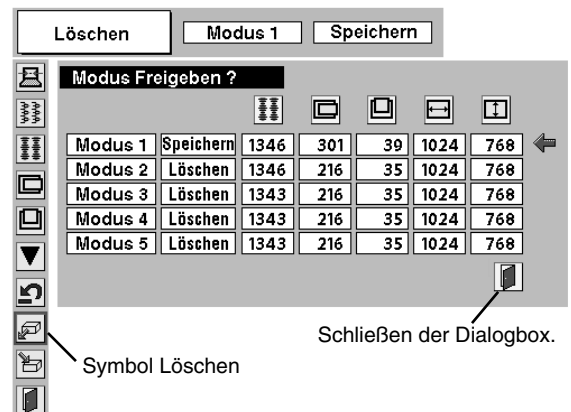 Löschen Modus 1 Speichern
Modus Freigeben ?
Modus 1 Speichern 1346 301 39 1024 768
Modus 2 Löschen 1346 216 35 1024 768
Modus 3 Löschen 1343 216 35 1024 768
Modus 4 Löschen 1343 216 35 1024 768
Modus 5 Löschen 1343 216 35 1024 768
Schließen der Dialogbox.
Symbol Löschen